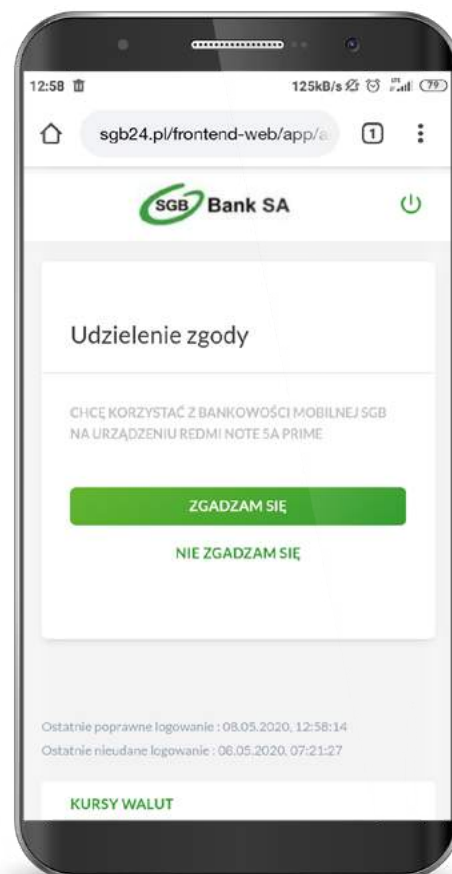 12:58 125kB/s 79
sgb24.pl/frontend-web/app/a 1
SGB Bank SA
Udzielenie zgody
CHCĘ KORZYSTAĆ Z BANKOWOŚCI MOBILNEJ SGB
NA URZĄDZENIU REDMI NOTE 5A PRIME
ZGADZAM SIĘ
NIE ZGADZAM SIĘ
Ostatnie poprawne logowanie : 08.05.2020, 12:58:14
Ostatnie nieudane logowanie : 08.05.2020, 07:21:27
KURSY WALUT